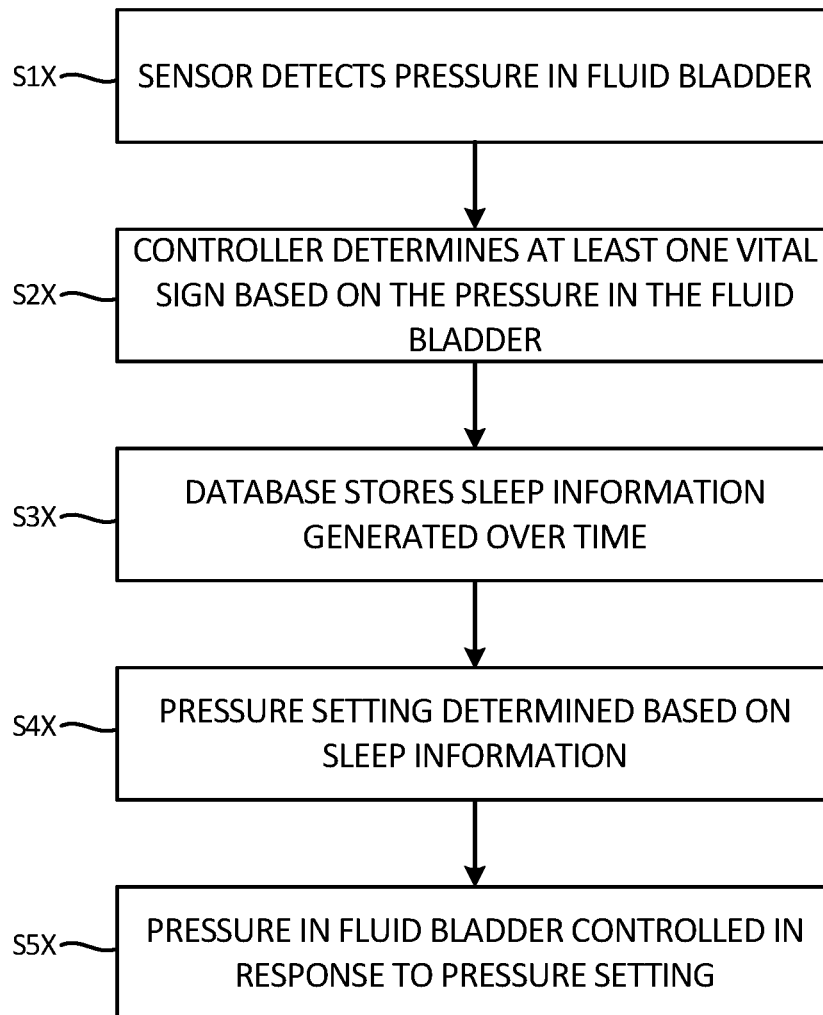 S1X
SENSOR DETECTS PRESSURE IN FLUID BLADDER
CONTROLLER DETERMINES AT LEAST ONE VITAL
S2X
SIGN BASED ON THE PRESSURE IN THE FLUID
BLADDER
S3X
DATABASE STORES SLEEP INFORMATION
GENERATED OVER TIME
S4X
PRESSURE SETTING DETERMINED BASED ON
SLEEP INFORMATION
S5X
PRESSURE IN FLUID BLADDER CONTROLLED IN
RESPONSE TO PRESSURE SETTING